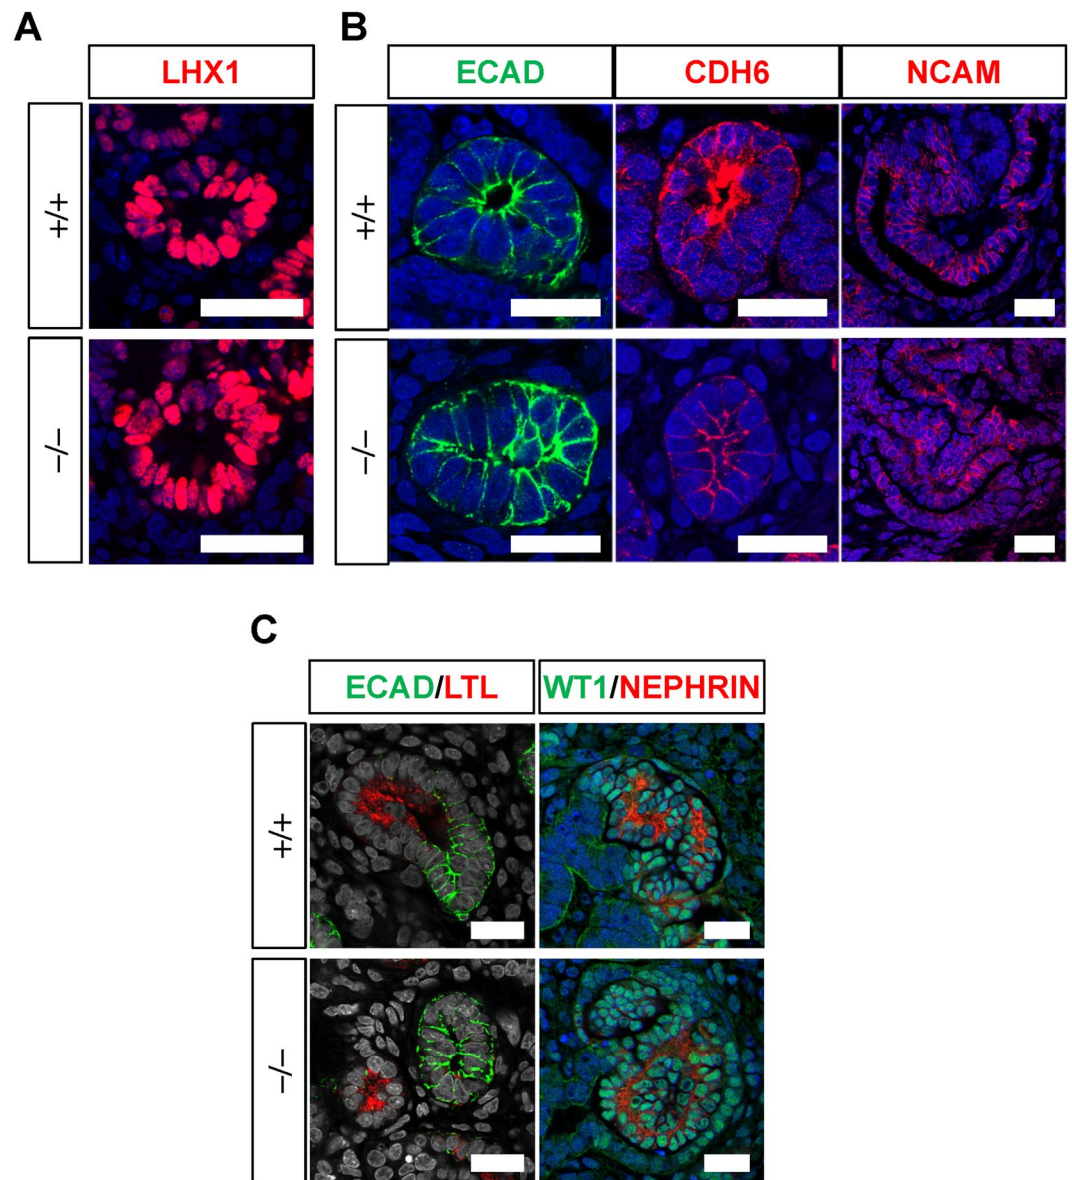 A
B
LHX1
ECAD
CDH6
NCAM
+/+
+/+
−/−
−/−
C
ECAD/LTL
WT1/NEPHRIN
+/+
−/−